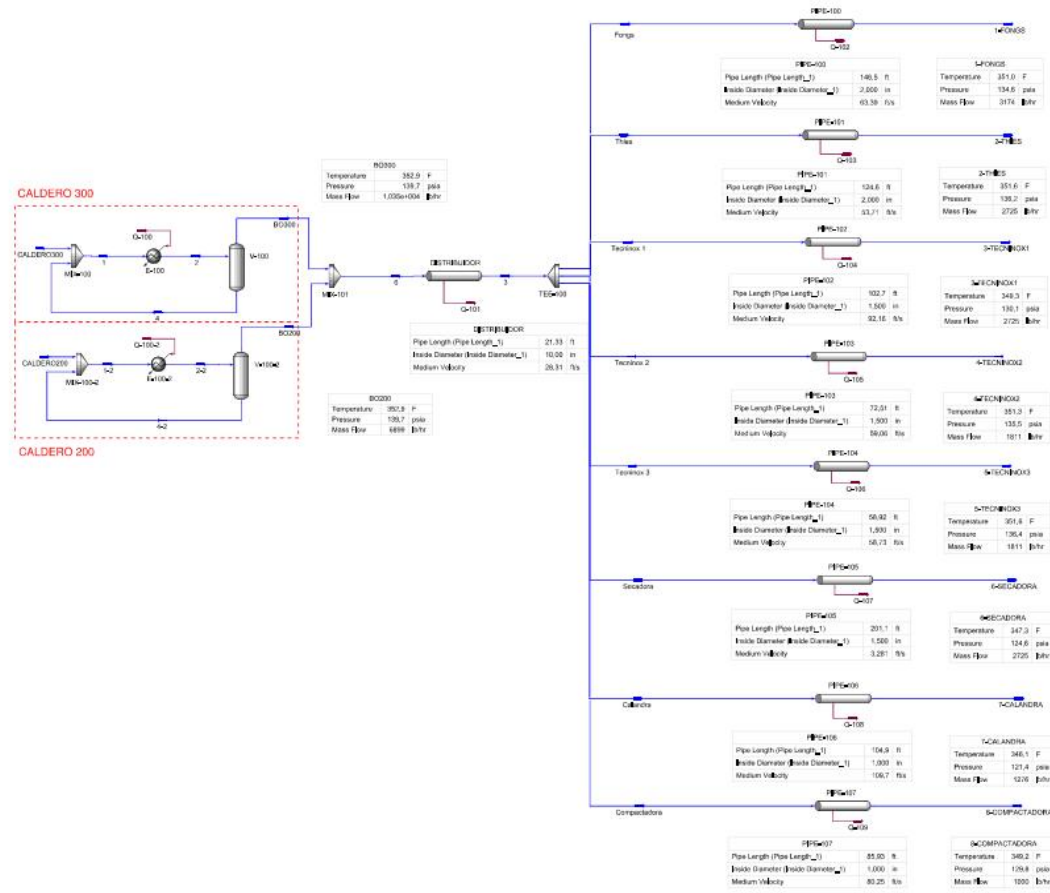 CALDERO 300
CALDERO300
MIX-100
1
Q-100
E-100
2
V-100
4
BO300
CALDERO200
MIX-100-2
1-2
Q-100-2
E-100-2
2-2
V-100-2
4-2
BO200
CALDERO 200
BO300
Temperature 352,9 F
Pressure 139,7 psia
Mass Flow 1,035e+004 lb/hr
MIX-101
6
DISTRIBUIDOR
Q-101
3
TEE-100
DISTRIBUIDOR
Pipe Length (Pipe Length_1) 21,33 ft
Inside Diameter (Inside Diameter_1) 10,00 in
Medium Velocity 28,31 ft/s
BO200
Temperature 352,9 F
Pressure 139,7 psia
Mass Flow 6899 lb/hr
Fongs
PIPE-100
Q-102
1-FONGS
PIPE-100
Pipe Length (Pipe Length_1) 146,5 ft
Inside Diameter (Inside Diameter_1) 2,000 in
Medium Velocity 63,39 ft/s
1-FONGS
Temperature 351,0 F
Pressure 134,6 psia
Mass Flow 3174 lb/hr
Thies
PIPE-101
Q-103
2-THIES
PIPE-101
Pipe Length (Pipe Length_1) 124,6 ft
Inside Diameter (Inside Diameter_1) 2,000 in
Medium Velocity 53,71 ft/s
2-THIES
Temperature 351,6 F
Pressure 136,2 psia
Mass Flow 2725 lb/hr
Tecninox 1
PIPE-102
Q-104
3-TECNINOX1
PIPE-102
Pipe Length (Pipe Length_1) 102,7 ft
Inside Diameter (Inside Diameter_1) 1,500 in
Medium Velocity 92,16 ft/s
3-TECNINOX1
Temperature 349,3 F
Pressure 130,1 psia
Mass Flow 2725 lb/hr
Tecninox 2
PIPE-103
Q-105
4-TECNINOX2
PIPE-103
Pipe Length (Pipe Length_1) 72,51 ft
Inside Diameter (Inside Diameter_1) 1,500 in
Medium Velocity 59,06 ft/s
4-TECNINOX2
Temperature 351,3 F
Pressure 135,5 psia
Mass Flow 1811 lb/hr
Tecninox 3
PIPE-104
Q-106
5-TECNINOX3
PIPE-104
Pipe Length (Pipe Length_1) 56,92 ft
Inside Diameter (Inside Diameter_1) 1,500 in
Medium Velocity 58,73 ft/s
5-TECNINOX3
Temperature 351,6 F
Pressure 136,4 psia
Mass Flow 1811 lb/hr
Secadora
PIPE-105
Q-107
6-SECADORA
PIPE-105
Pipe Length (Pipe Length_1) 201,1 ft
Inside Diameter (Inside Diameter_1) 1,500 in
Medium Velocity 3,281 ft/s
6-SECADORA
Temperature 347,3 F
Pressure 124,6 psia
Mass Flow 2725 lb/hr
Calandra
PIPE-106
Q-108
7-CALANDRA
PIPE-106
Pipe Length (Pipe Length_1) 104,9 ft
Inside Diameter (Inside Diameter_1) 1,000 in
Medium Velocity 109,7 ft/s
7-CALANDRA
Temperature 346,1 F
Pressure 121,4 psia
Mass Flow 1276 lb/hr
Compactadora
PIPE-107
Q-109
8-COMPACTADORA
PIPE-107
Pipe Length (Pipe Length_1) 85,93 ft
Inside Diameter (Inside Diameter_1) 1,000 in
Medium Velocity 80,25 ft/s
8-COMPACTADORA
Temperature 349,2 F
Pressure 129,8 psia
Mass Flow 1000 lb/hr